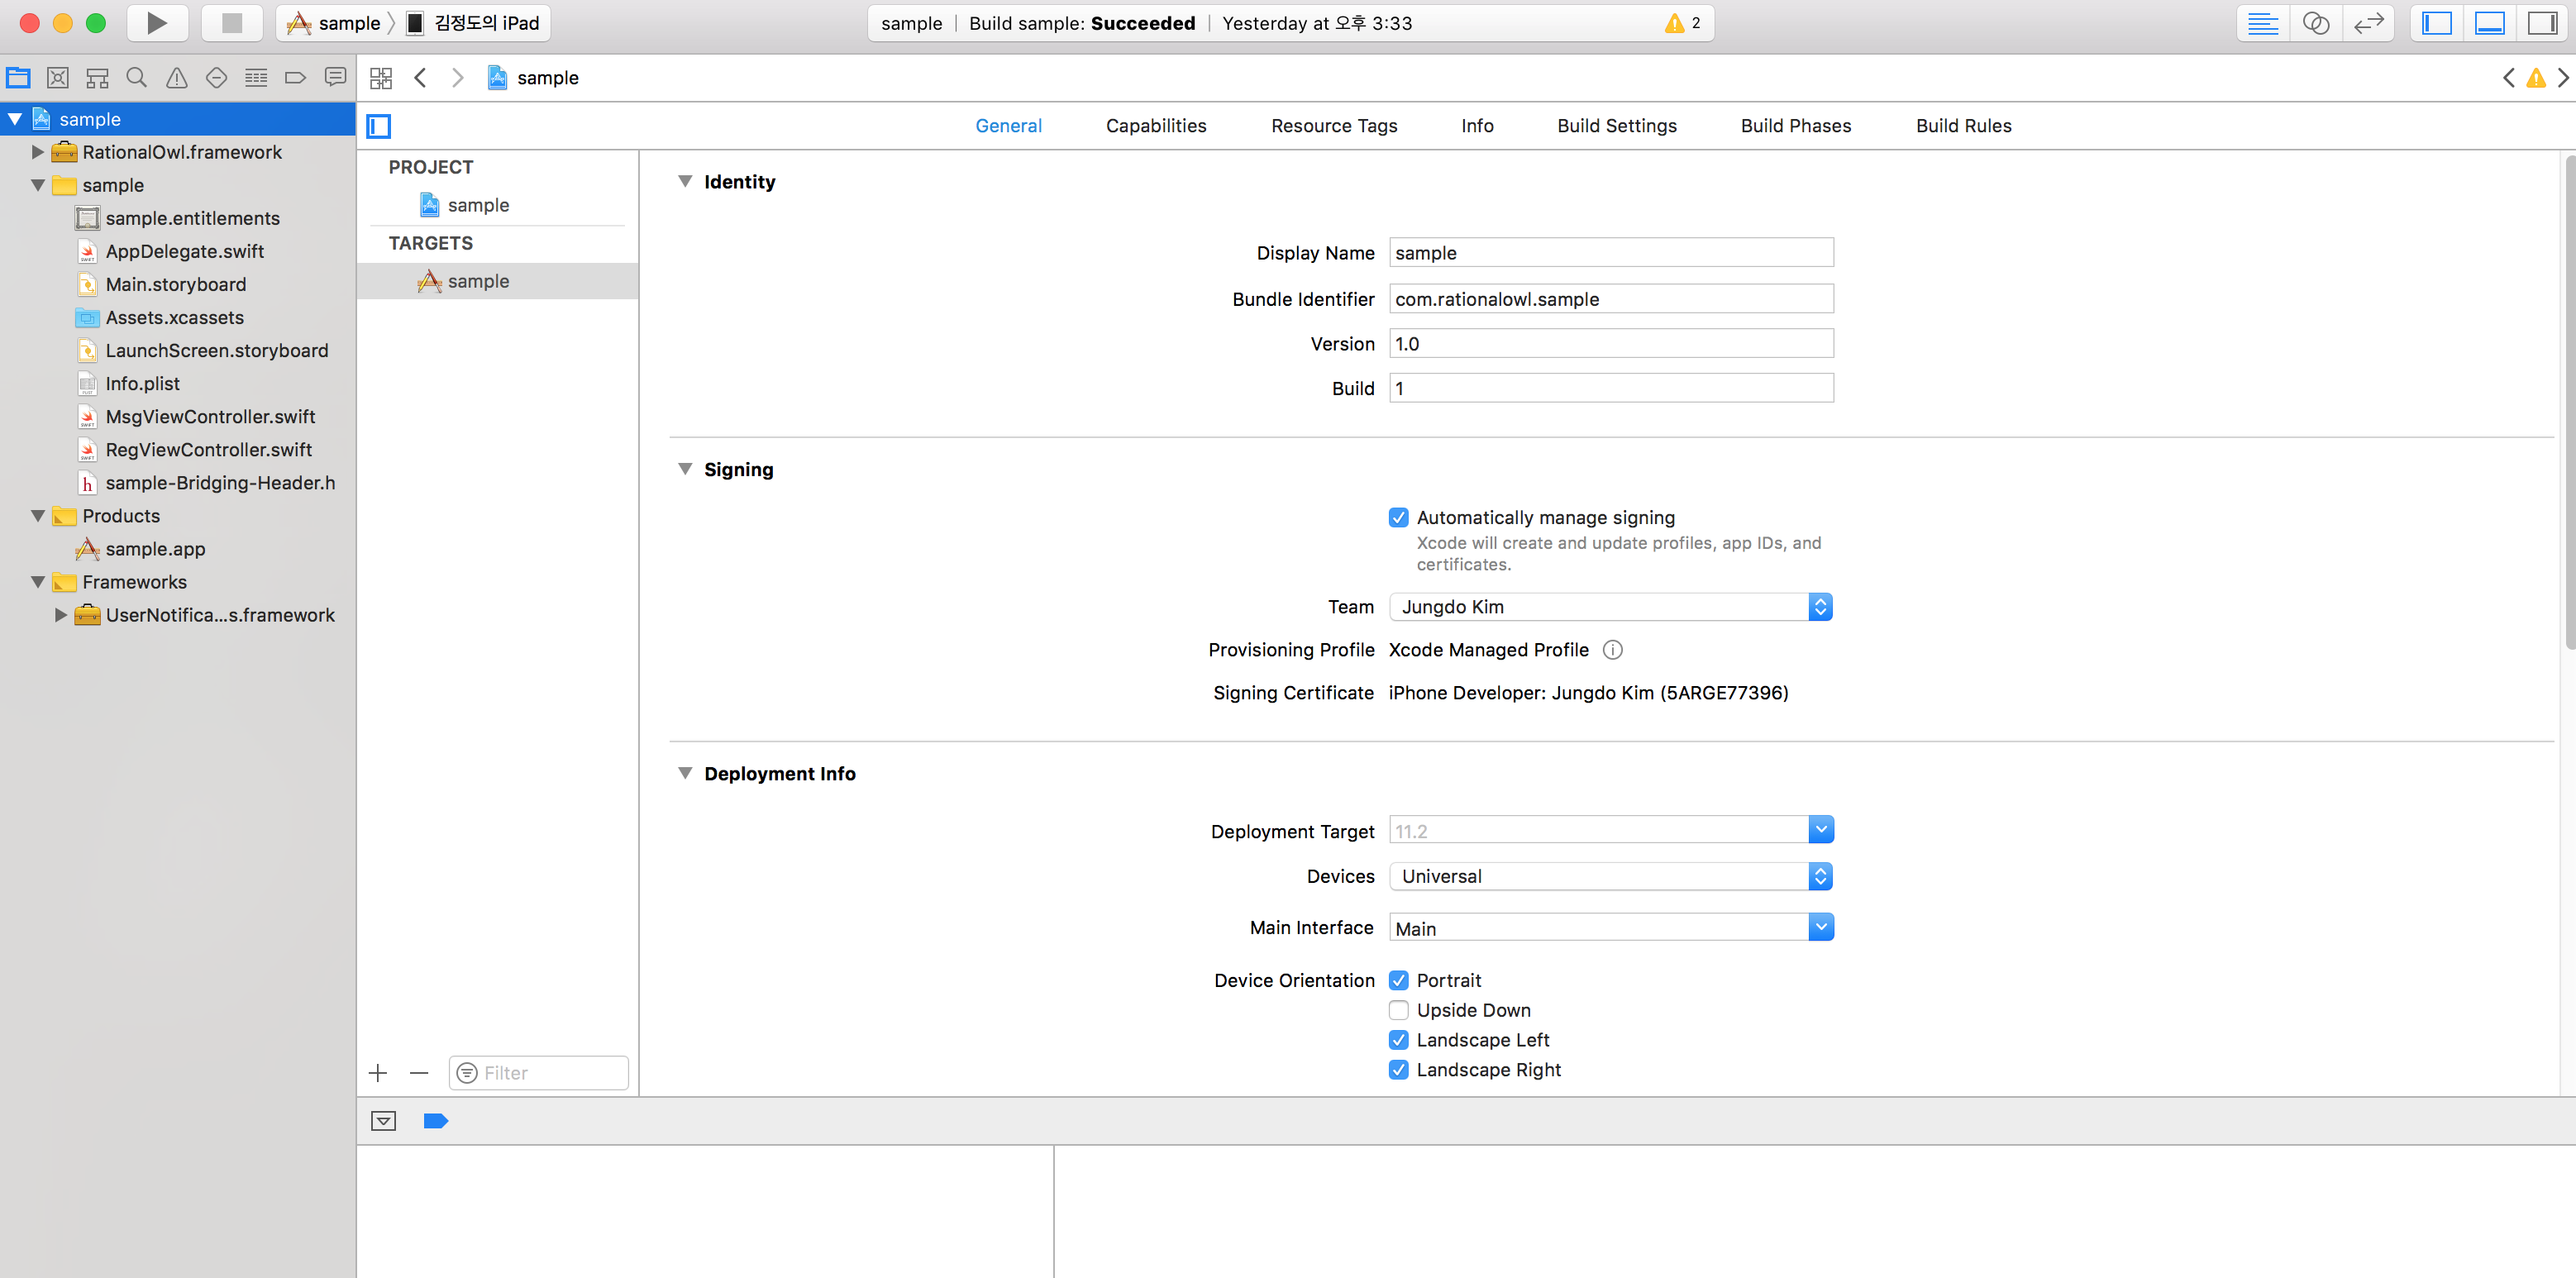 sample 김정도의 iPad
sample Build sample: Succeeded Yesterday at 오후 3:33 2
sample
General Capabilities Resource Tags Info Build Settings Build Phases Build Rules
sample
RationalOwl.framework
sample
sample.entitlements
AppDelegate.swift
Main.storyboard
Assets.xcassets
LaunchScreen.storyboard
Info.plist
MsgViewController.swift
RegViewController.swift
h sample-Bridging-Header.h
Products
sample.app
Frameworks
UserNotifica...s.framework
PROJECT
sample
TARGETS
sample
Filter
Identity
Display Name sample
Bundle Identifier com.rationalowl.sample
Version 1.0
Build 1
Signing
Automatically manage signing
Xcode will create and update profiles, app IDs, and
certificates.
Team Jungdo Kim
Provisioning Profile Xcode Managed Profile
Signing Certificate iPhone Developer: Jungdo Kim (5ARGE77396)
Deployment Info
Deployment Target 11.2
Devices Universal
Main Interface Main
Device Orientation Portrait
Upside Down
Landscape Left
Landscape Right